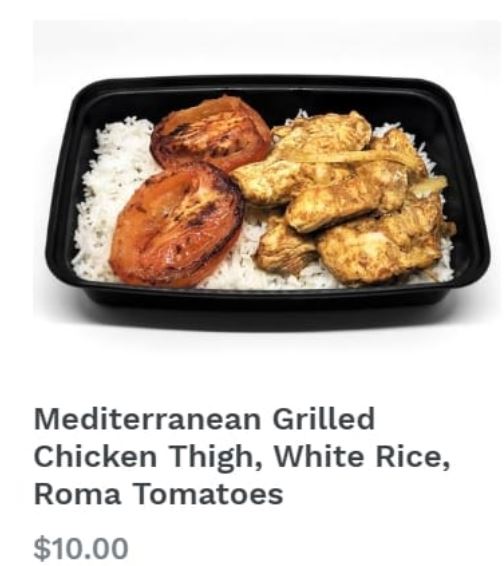 Mediterranean Grilled
Chicken Thigh, White Rice,
Roma Tomatoes
$10.00